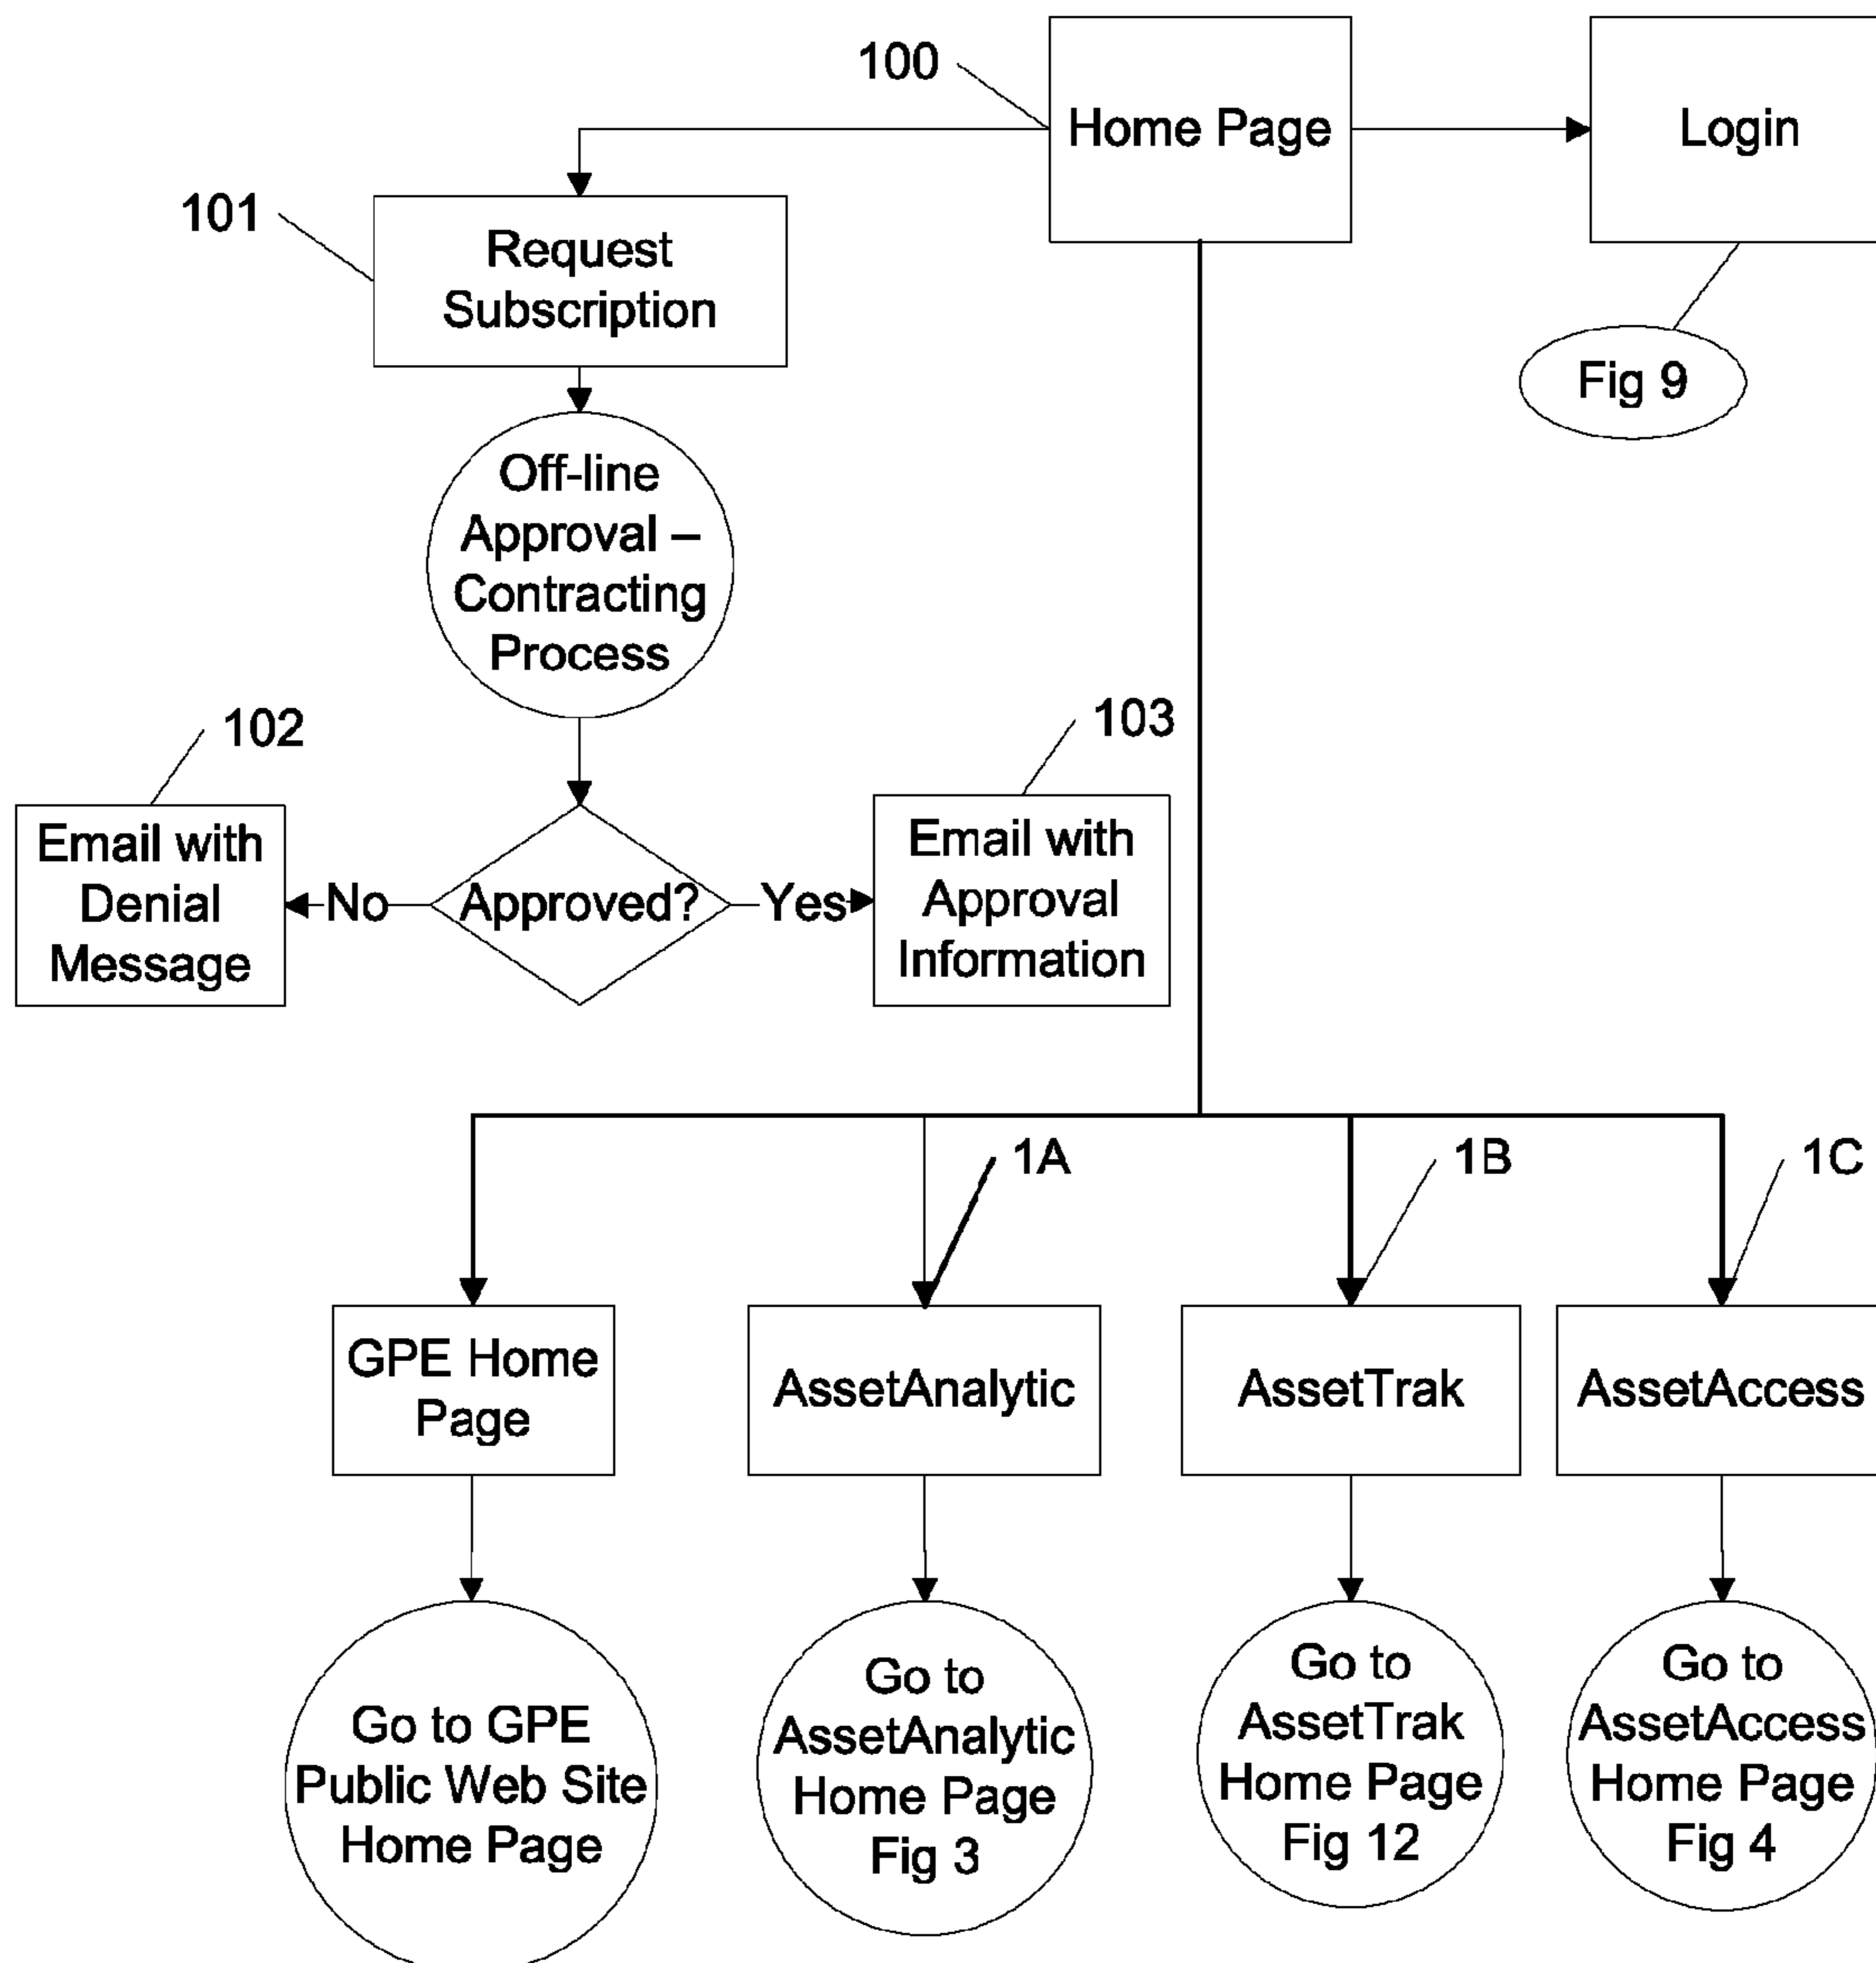 100
Home Page
Login
101
Request
Subscription
Fig 9
Off-line
Approval –
Contracting
Process
102
103
Email with
Denial
Message
No
Approved?
Yes
Email with
Approval
Information
1A
1B
1C
GPE Home
Page
AssetAnalytic
AssetTrak
AssetAccess
Go to GPE
Public Web Site
Home Page
Go to
AssetAnalytic
Home Page
Fig 3
Go to
AssetTrak
Home Page
Fig 12
Go to
AssetAccess
Home Page
Fig 4